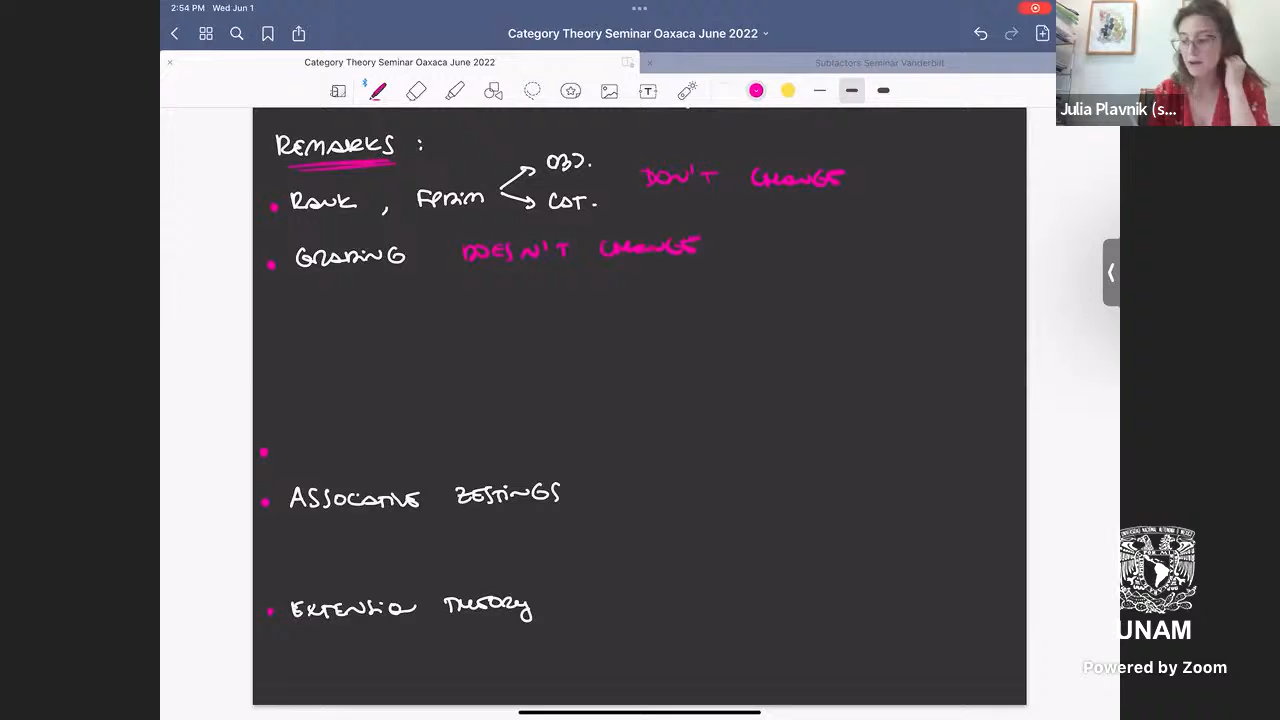 2:54 PM Wed Jun 1
Category Theory Seminar Oaxaca June 2022
Category Theory Seminar Oaxaca June 2022
Subfactors Seminar Vanderbilt
T
Julia Plavnik (s...
REMARKS :
OBJ.
RANK , FPDIM DON'T CHANGE
CAT.
GRADING DOESN'T CHANGE
ASSOCIATIVE ZESTINGS
EXTENSION THEORY
UNAM
Powered by Zoom